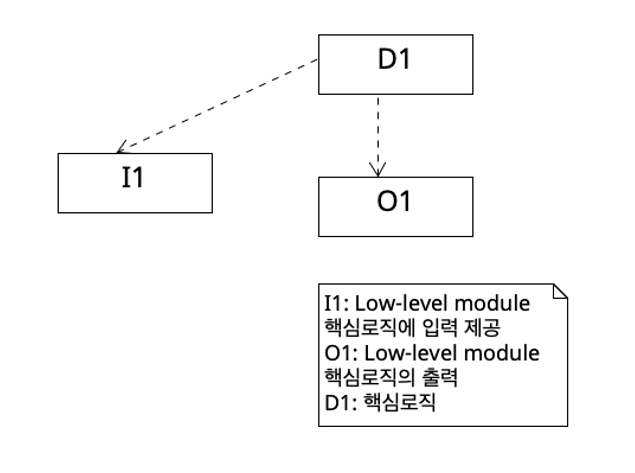 D1
I1
O1
I1: Low-level module
핵심로직에 입력 제공
O1: Low-level module
핵심로직의 출력
D1: 핵심로직